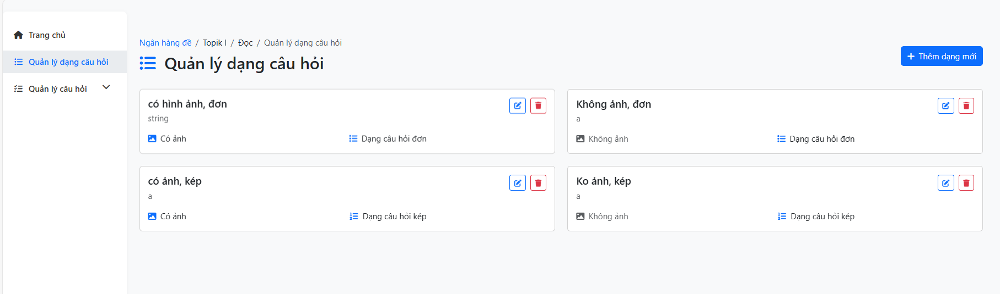 Trang chủ
Quản lý dạng câu hỏi
Quản lý câu hỏi
Ngân hàng đề / Topik I / Đọc / Quản lý dạng câu hỏi
Quản lý dạng câu hỏi
Thêm dạng mới
có hình ảnh, đơn
string
Có ảnh
Dạng câu hỏi đơn
Không ảnh, đơn
a
Không ảnh
Dạng câu hỏi đơn
có ảnh, kép
a
Có ảnh
Dạng câu hỏi kép
Ko ảnh, kép
a
Không ảnh
Dạng câu hỏi kép